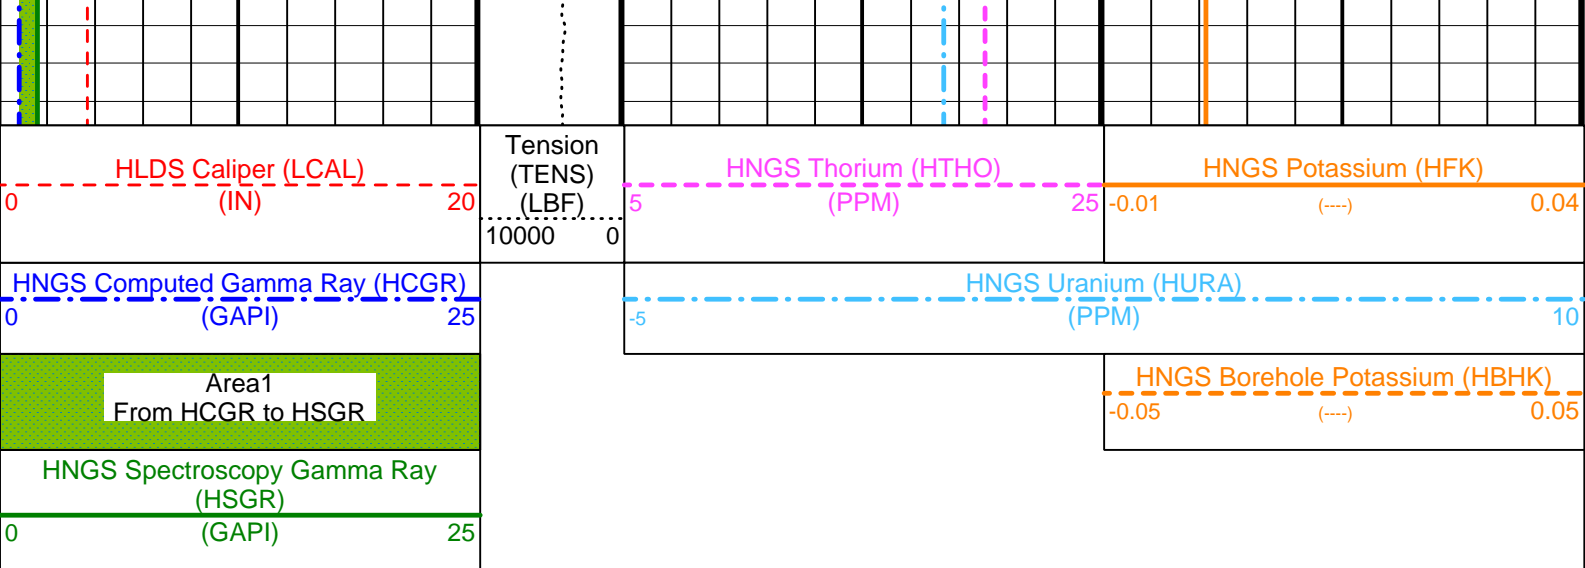 HLDS Caliper (LCAL)
0 (IN) 20
Tension
(TENS)
(LBF)
10000 0
HNGS Thorium (HTHO)
5 (PPM) 25
HNGS Potassium (HFK)
-0.01 (----) 0.04
HNGS Computed Gamma Ray (HCGR)
0 (GAPI) 25
HNGS Uranium (HURA)
-5 (PPM) 10
Area1
From HCGR to HSGR
HNGS Borehole Potassium (HBHK)
-0.05 (----) 0.05
HNGS Spectroscopy Gamma Ray
(HSGR)
0 (GAPI) 25